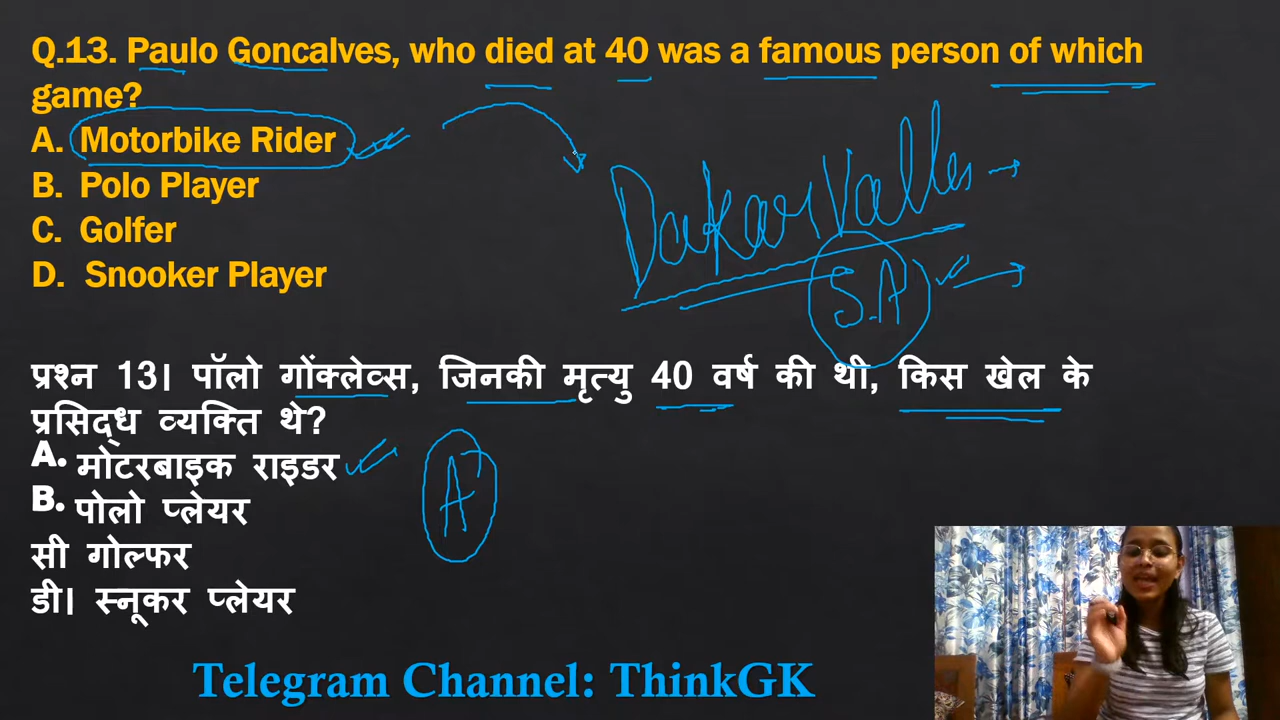 Q.13. Paulo Goncalves, who died at 40 was a famous person of which
game?
A. Motorbike Rider
B. Polo Player
C. Golfer
D. Snooker Player
Dakar Valles
S.A
प्रश्न 13। पॉलो गोंक्लेव्स, जिनकी मृत्यु 40 वर्ष की थी, किस खेल के
प्रसिद्ध व्यक्ति थे?
A. मोटरबाइक राइडर
B. पोलो प्लेयर
सी गोल्फर
डी। स्नूकर प्लेयर
A
Telegram Channel: ThinkGK